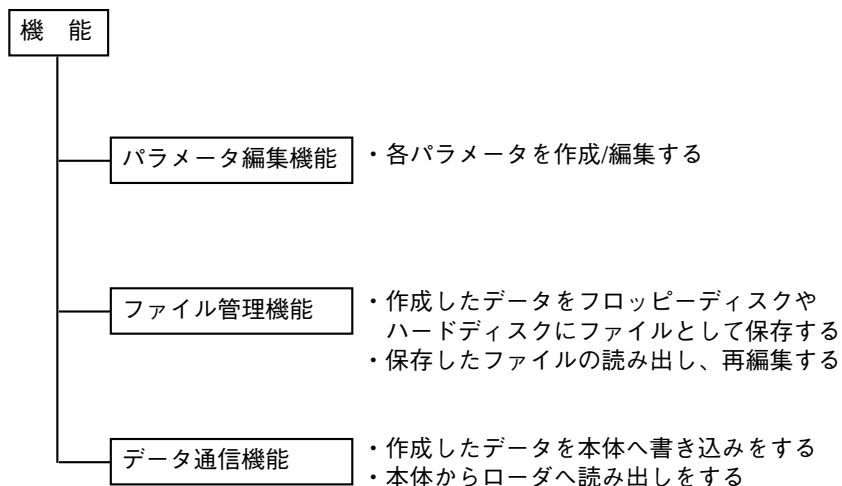 機　能
パラメータ編集機能
・各パラメータを作成/編集する
ファイル管理機能
・作成したデータをフロッピーディスクや
ハードディスクにファイルとして保存する
・保存したファイルの読み出し、再編集する
データ通信機能
・作成したデータを本体へ書き込みをする
・本体からローダへ読み出しをする